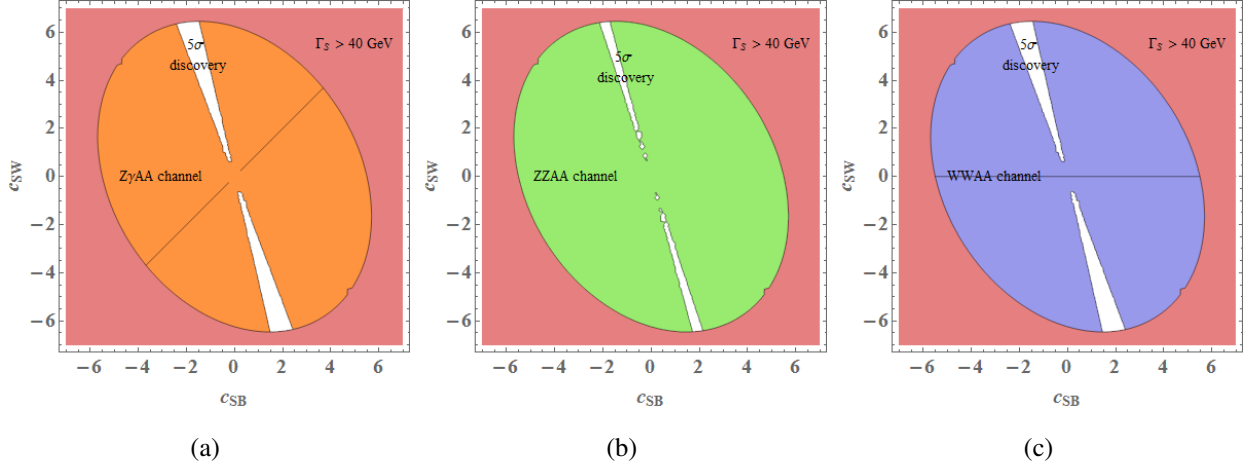 Γ_S > 40 GeV
5σ
discovery
ZγAA channel
c_SW
6
4
2
0
−2
−4
−6
−6 −4 −2 0 2 4 6
c_SB
(a)
Γ_S > 40 GeV
5σ
discovery
ZZAA channel
c_SW
6
4
2
0
−2
−4
−6
−6 −4 −2 0 2 4 6
c_SB
(b)
Γ_S > 40 GeV
5σ
discovery
WWAA channel
c_SW
6
4
2
0
−2
−4
−6
−6 −4 −2 0 2 4 6
c_SB
(c)